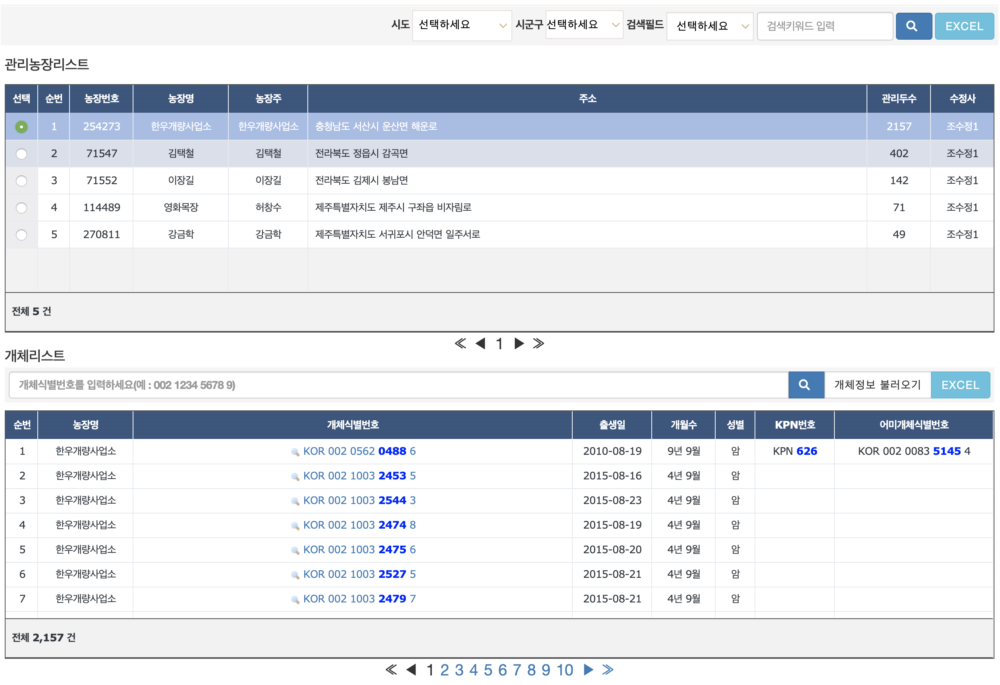 시도 선택하세요 시군구 선택하세요 검색필드 선택하세요 검색키워드 입력 EXCEL
관리농장리스트
선택 순번 농장번호 농장명 농장주 주소 관리두수 수정사
1 254273 한우개량사업소 한우개량사업소 충청남도 서산시 운산면 해운로 2157 조수정1
2 71547 김택철 김택철 전라북도 정읍시 감곡면 402 조수정1
3 71552 이장길 이장길 전라북도 김제시 봉남면 142 조수정1
4 114489 영화목장 허창수 제주특별자치도 제주시 구좌읍 비자림로 71 조수정1
5 270811 강금학 강금학 제주특별자치도 서귀포시 안덕면 일주서로 49 조수정1
전체 5 건
≪ ◀ 1 ▶ ≫
개체리스트
개체식별번호를 입력하세요(예 : 002 1234 5678 9) 개체정보 불러오기 EXCEL
순번 농장명 개체식별번호 출생일 개월수 성별 KPN번호 어미개체식별번호
1 한우개량사업소 KOR 002 0562 0488 6 2010-08-19 9년 9월 암 KPN 626 KOR 002 0083 5145 4
2 한우개량사업소 KOR 002 1003 2453 5 2015-08-16 4년 9월 암
3 한우개량사업소 KOR 002 1003 2544 3 2015-08-23 4년 9월 암
4 한우개량사업소 KOR 002 1003 2474 8 2015-08-19 4년 9월 암
5 한우개량사업소 KOR 002 1003 2475 6 2015-08-20 4년 9월 암
6 한우개량사업소 KOR 002 1003 2527 5 2015-08-21 4년 9월 암
7 한우개량사업소 KOR 002 1003 2479 7 2015-08-21 4년 9월 암
전체 2,157 건
≪ ◀ 1 2 3 4 5 6 7 8 9 10 ▶ ≫